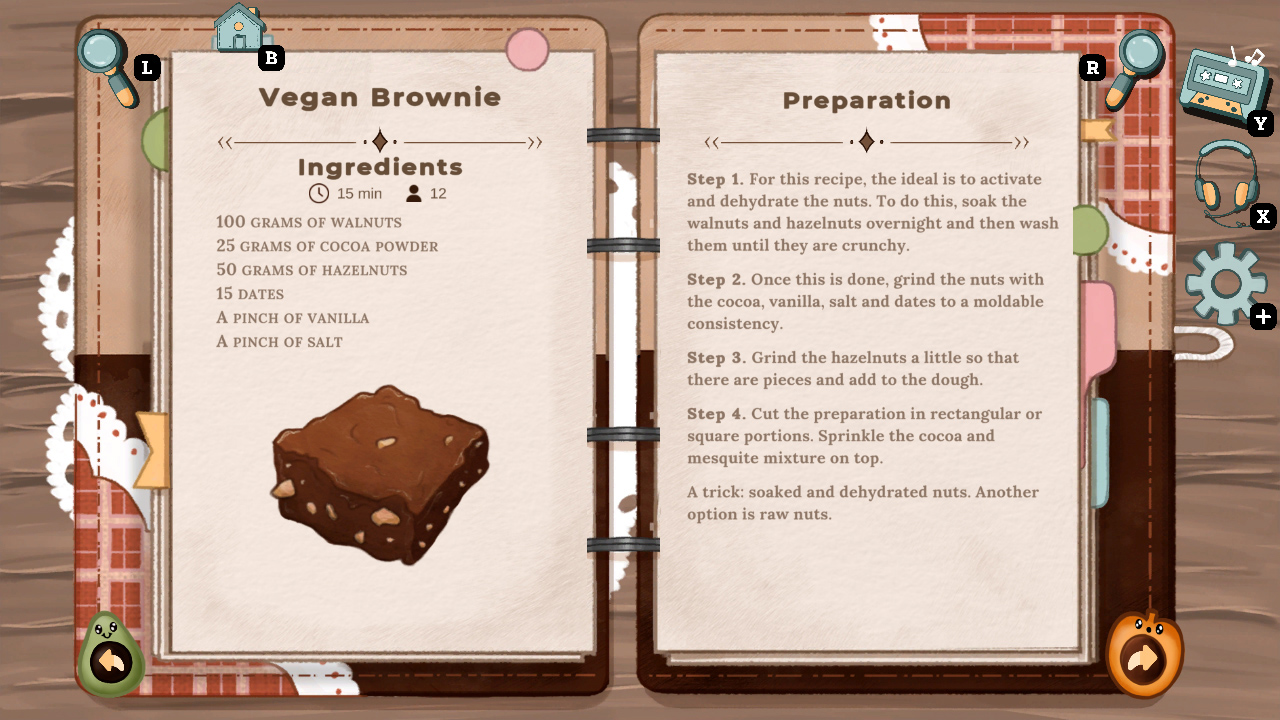 L
B
Vegan Brownie
Ingredients
15 min 12
100 GRAMS OF WALNUTS
25 GRAMS OF COCOA POWDER
50 GRAMS OF HAZELNUTS
15 DATES
A PINCH OF VANILLA
A PINCH OF SALT
R
Y
X
+
Preparation
Step 1. For this recipe, the ideal is to activate
and dehydrate the nuts. To do this, soak the
walnuts and hazelnuts overnight and then wash
them until they are crunchy.
Step 2. Once this is done, grind the nuts with
the cocoa, vanilla, salt and dates to a moldable
consistency.
Step 3. Grind the hazelnuts a little so that
there are pieces and add to the dough.
Step 4. Cut the preparation in rectangular or
square portions. Sprinkle the cocoa and
mesquite mixture on top.
A trick: soaked and dehydrated nuts. Another
option is raw nuts.